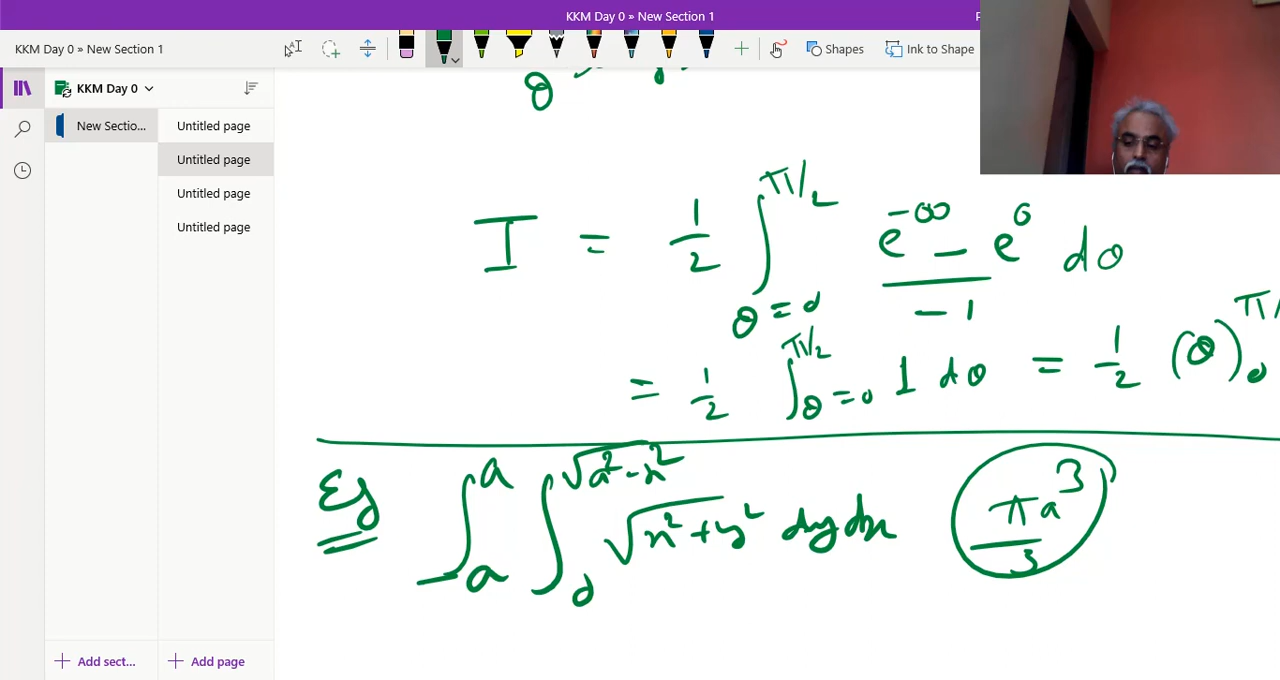 KKM Day 0 » New Section 1
KKM Day 0 » New Section 1
Shapes
Ink to Shape
KKM Day 0
New Sectio...
Untitled page
Untitled page
Untitled page
Untitled page
I = 1/2 ∫_{θ=0}^{π/2} (e^{-∞} - e^{0})/(-1) dθ
= 1/2 ∫_{θ=0}^{π/2} 1 dθ = 1/2 (θ)_0^{π/
Eg ∫_{-a}^{a} ∫_0^{√(a²-x²)} √(x²+y²) dy dx πa³/3
Add sect...
Add page